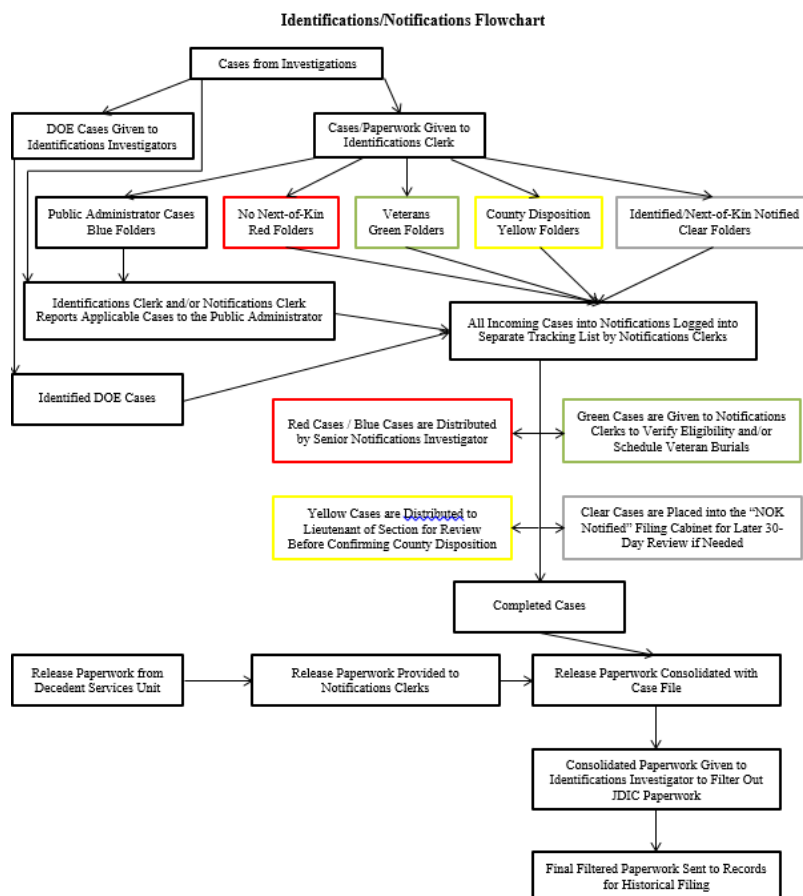 Identifications/Notifications Flowchart
Cases from Investigations
DOE Cases Given to
Identifications Investigators
Cases/Paperwork Given to
Identifications Clerk
Public Administrator Cases
Blue Folders
No Next-of-Kin
Red Folders
Veterans
Green Folders
County Disposition
Yellow Folders
Identified/Next-of-Kin Notified
Clear Folders
Identifications Clerk and/or Notifications Clerk
Reports Applicable Cases to the Public Administrator
All Incoming Cases into Notifications Logged into
Separate Tracking List by Notifications Clerks
Identified DOE Cases
Red Cases / Blue Cases are Distributed
by Senior Notifications Investigator
Green Cases are Given to Notifications
Clerks to Verify Eligibility and/or
Schedule Veteran Burials
Yellow Cases are Distributed to
Lieutenant of Section for Review
Before Confirming County Disposition
Clear Cases are Placed into the “NOK
Notified” Filing Cabinet for Later 30-
Day Review if Needed
Completed Cases
Release Paperwork from
Decedent Services Unit
Release Paperwork Provided to
Notifications Clerks
Release Paperwork Consolidated with
Case File
Consolidated Paperwork Given to
Identifications Investigator to Filter Out
JDIC Paperwork
Final Filtered Paperwork Sent to Records
for Historical Filing